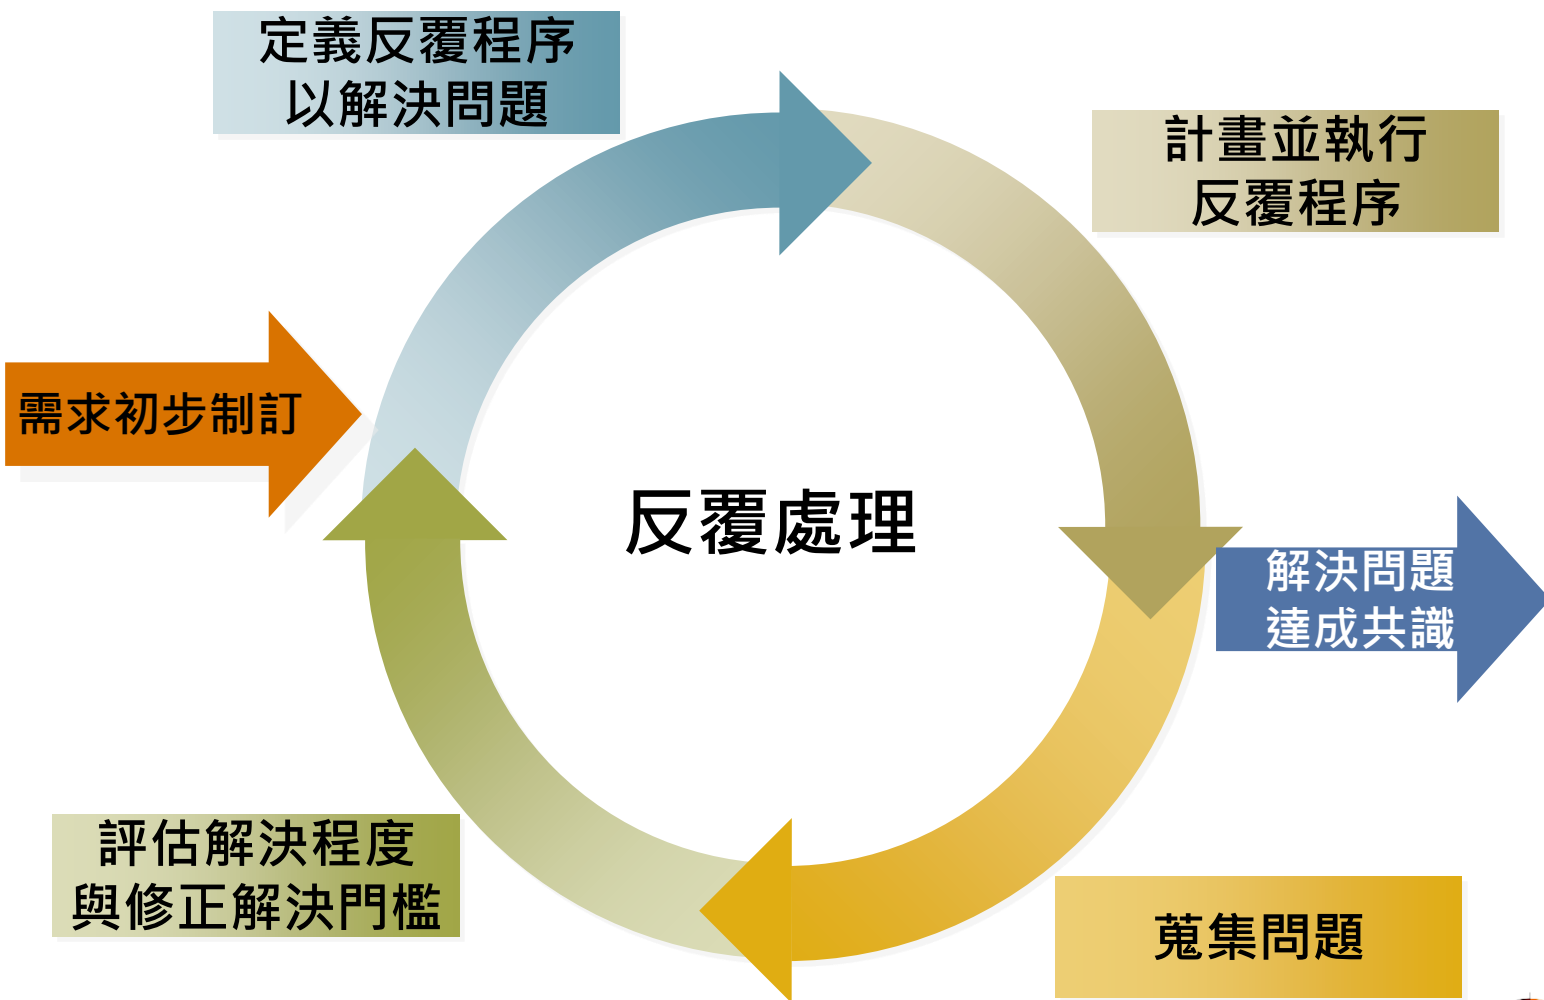 定義反覆程序
以解決問題
計畫並執行
反覆程序
需求初步制訂
反覆處理
解決問題
達成共識
評估解決程度
與修正解決門檻
蒐集問題